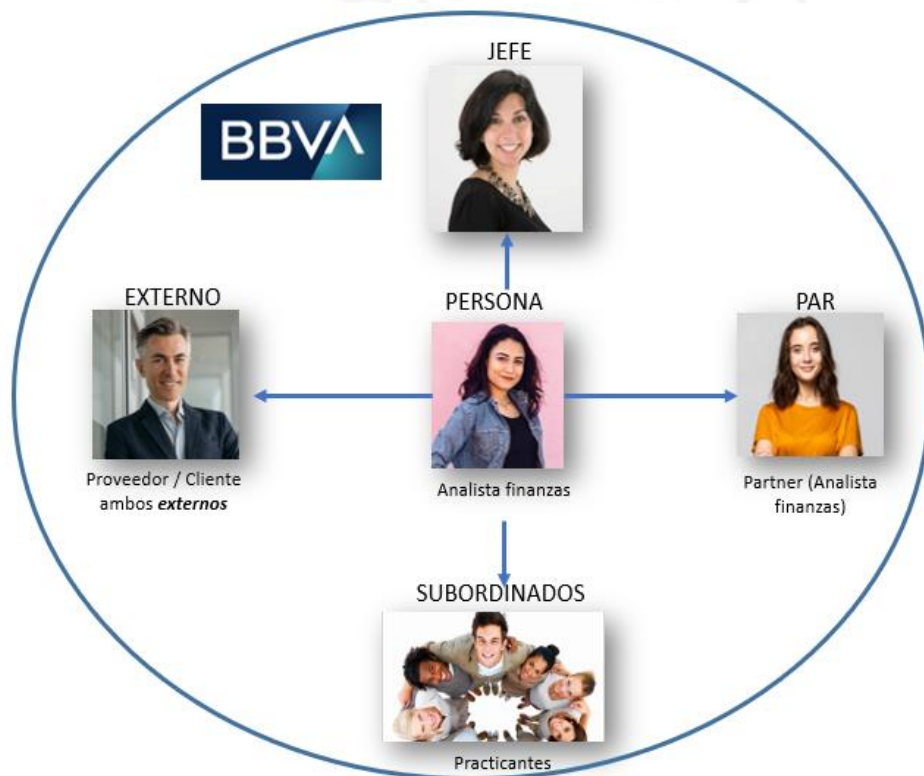 JEFE
BBVA
EXTERNO
PERSONA
PAR
Proveedor / Cliente
ambos externos
Analista finanzas
Partner (Analista
finanzas)
SUBORDINADOS
Practicantes